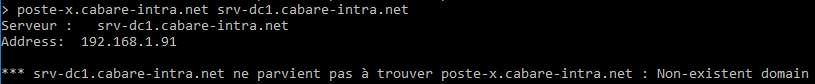 > poste-x.cabare-intra.net srv-dc1.cabare-intra.net
Serveur :   srv-dc1.cabare-intra.net
Address:  192.168.1.91

*** srv-dc1.cabare-intra.net ne parvient pas à trouver poste-x.cabare-intra.net : Non-existent domain